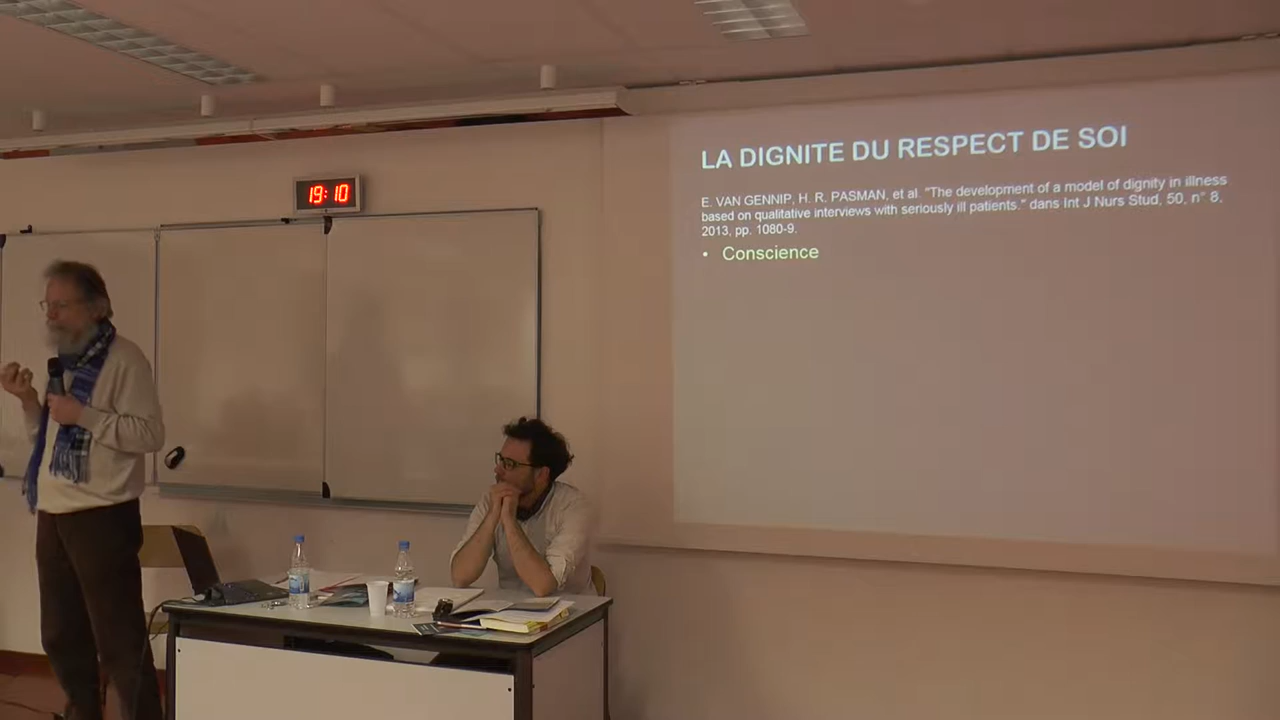 19:10
LA DIGNITE DU RESPECT DE SOI
E. VAN GENNIP, H. R. PASMAN, et al. "The development of a model of dignity in illness
based on qualitative interviews with seriously ill patients." dans Int J Nurs Stud, 50, n° 8,
2013, pp. 1080-9.
• Conscience